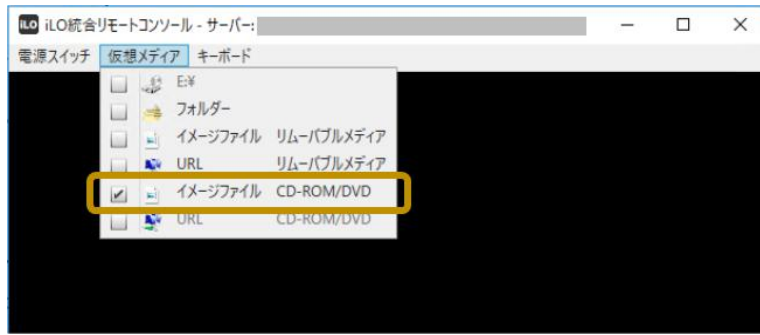 iLO iLO統合リモートコンソール - サーバー:
電源スイッチ 仮想メディア キーボード
E:¥
フォルダー
イメージファイル リムーバブルメディア
URL リムーバブルメディア
イメージファイル CD-ROM/DVD
URL CD-ROM/DVD